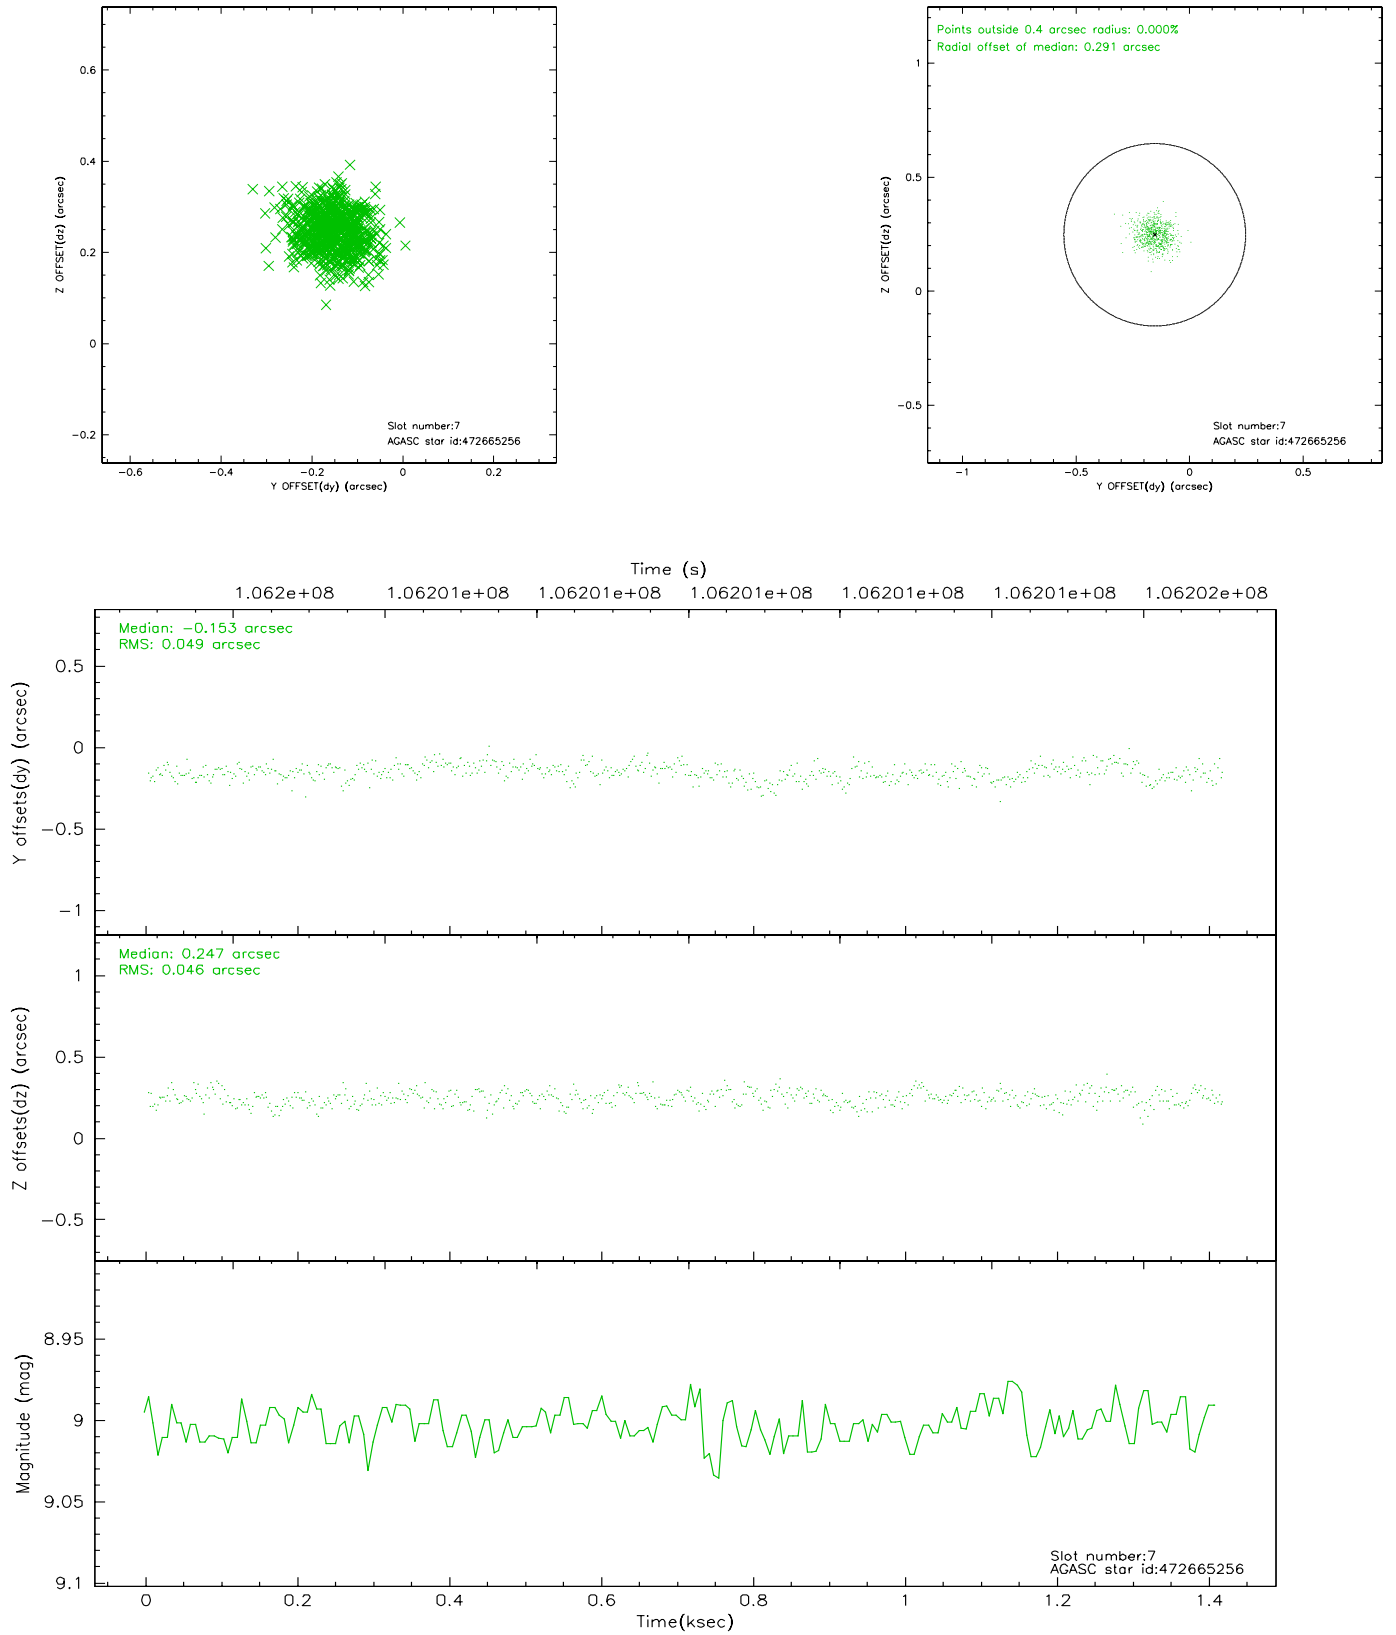 0.6
0.4
0.2
0
−0.2
Z OFFSET(dz) (arcsec)
Slot number:7
AGASC star id:472665256
−0.6 −0.4 −0.2 0 0.2
Y OFFSET(dy) (arcsec)
Points outside 0.4 arcsec radius: 0.000%
Radial offset of median: 0.291 arcsec
1
0.5
0
−0.5
Z OFFSET(dz) (arcsec)
Slot number:7
AGASC star id:472665256
−1 −0.5 0 0.5
Y OFFSET(dy) (arcsec)
Time (s)
1.062e+08 1.06201e+08 1.06201e+08 1.06201e+08 1.06201e+08 1.06201e+08 1.06202e+08
Median: −0.153 arcsec
RMS: 0.049 arcsec
0.5
0
−0.5
−1
Y offsets(dy) (arcsec)
Median: 0.247 arcsec
RMS: 0.046 arcsec
1
0.5
0
−0.5
Z offsets(dz) (arcsec)
8.95
9
9.05
9.1
Magnitude (mag)
Slot number:7
AGASC star id:472665256
0 0.2 0.4 0.6 0.8 1 1.2 1.4
Time(ksec)